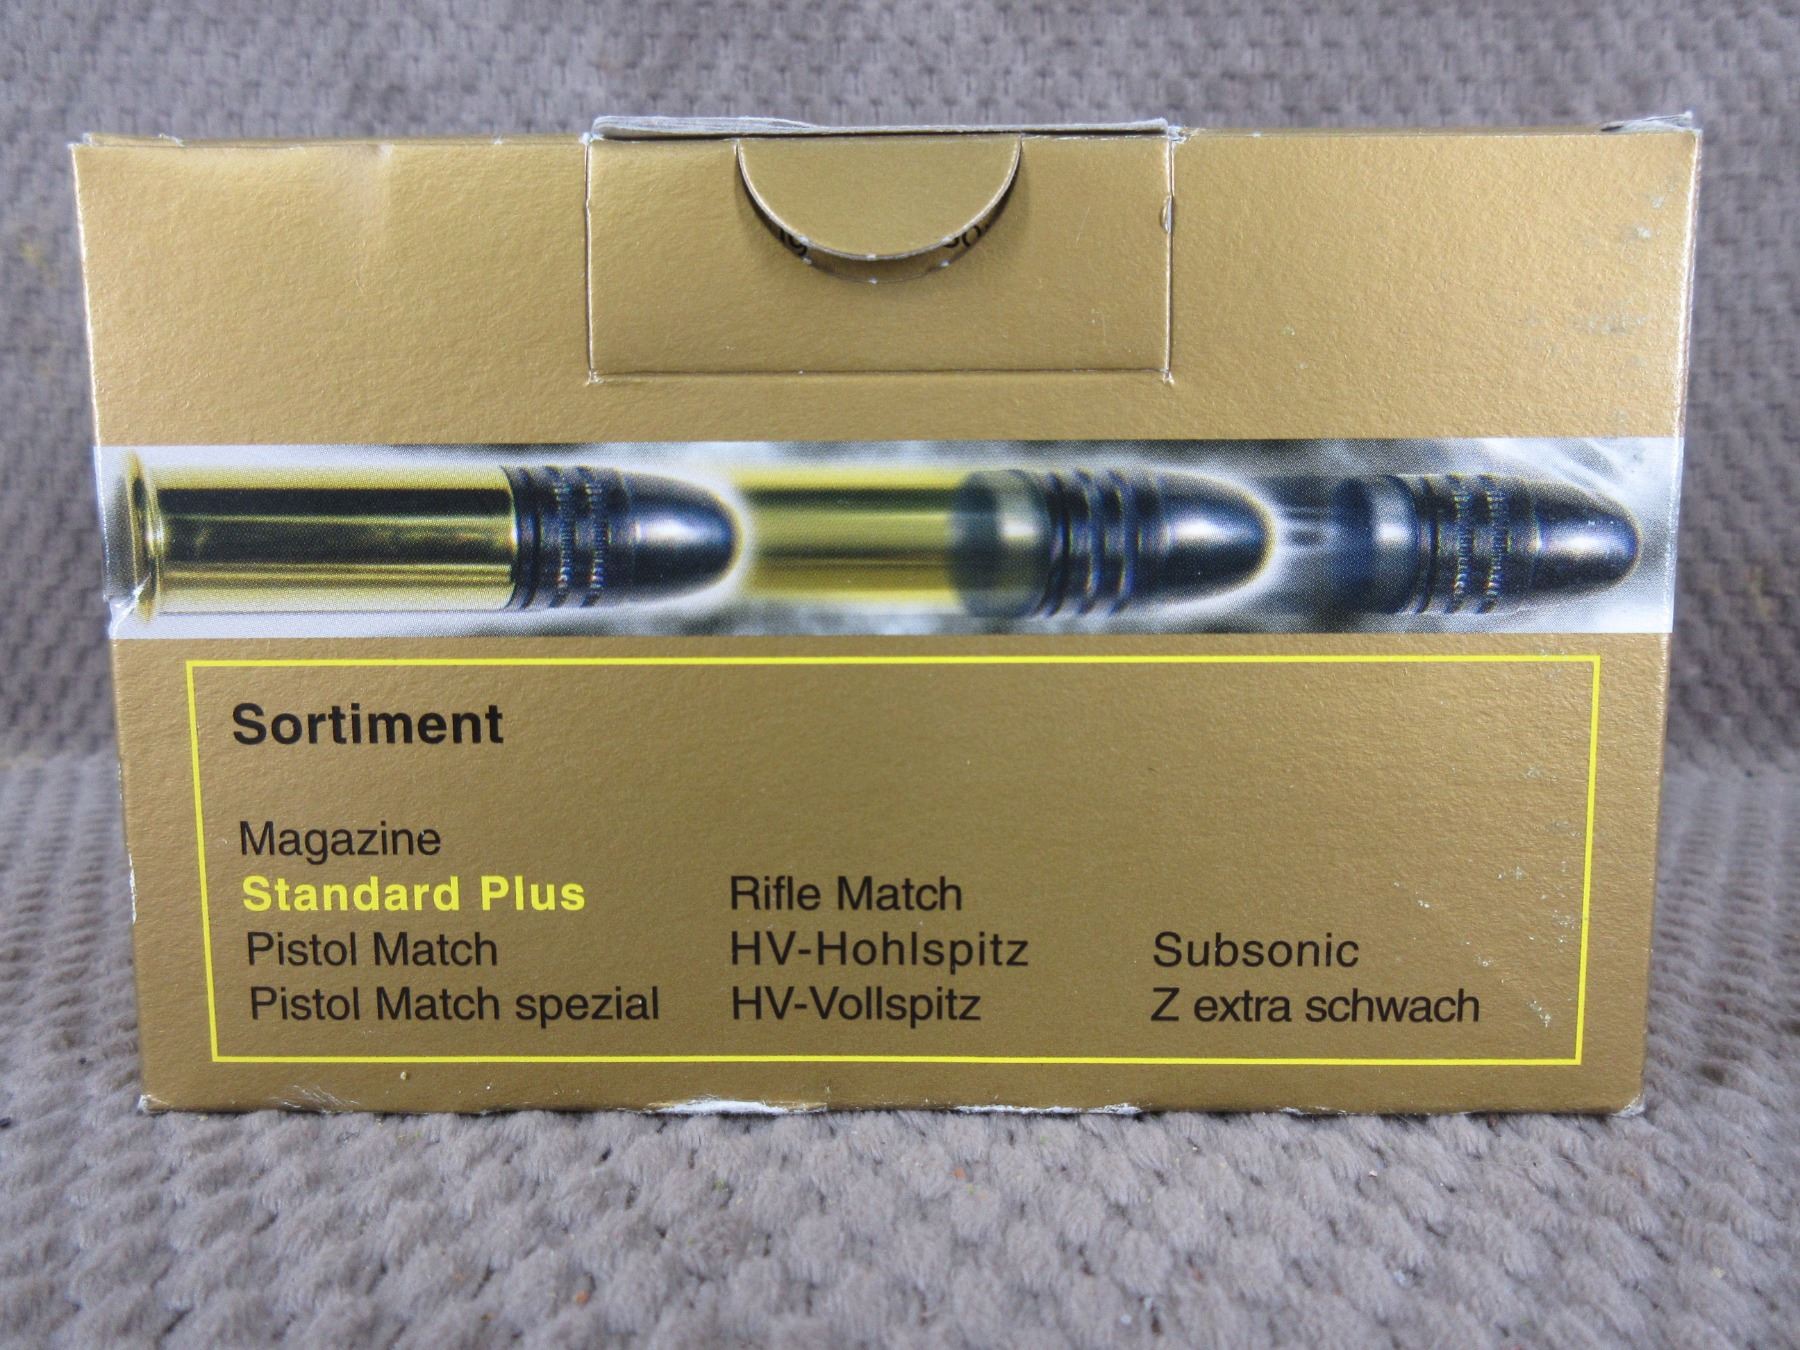 Sortiment
Magazine
Standard Plus
Pistol Match
Pistol Match spezial
Rifle Match
HV-Hohlspitz
HV-Vollspitz
Subsonic
Z extra schwach